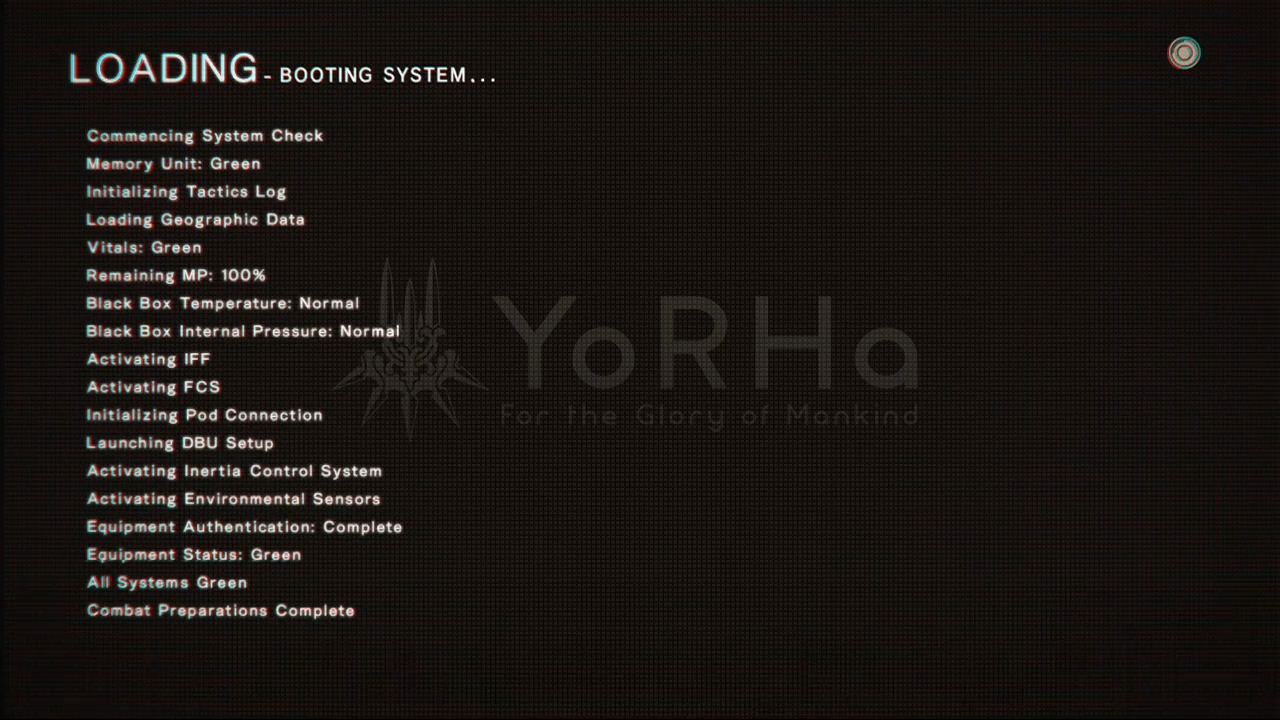 LOADING - BOOTING SYSTEM...
Commencing System Check
Memory Unit: Green
Initializing Tactics Log
Loading Geographic Data
Vitals: Green
Remaining MP: 100%
Black Box Temperature: Normal
Black Box Internal Pressure: Normal
Activating IFF
Activating FCS
Initializing Pod Connection
Launching DBU Setup
Activating Inertia Control System
Activating Environmental Sensors
Equipment Authentication: Complete
Equipment Status: Green
All Systems Green
Combat Preparations Complete
YoRHa
For the Glory of Mankind